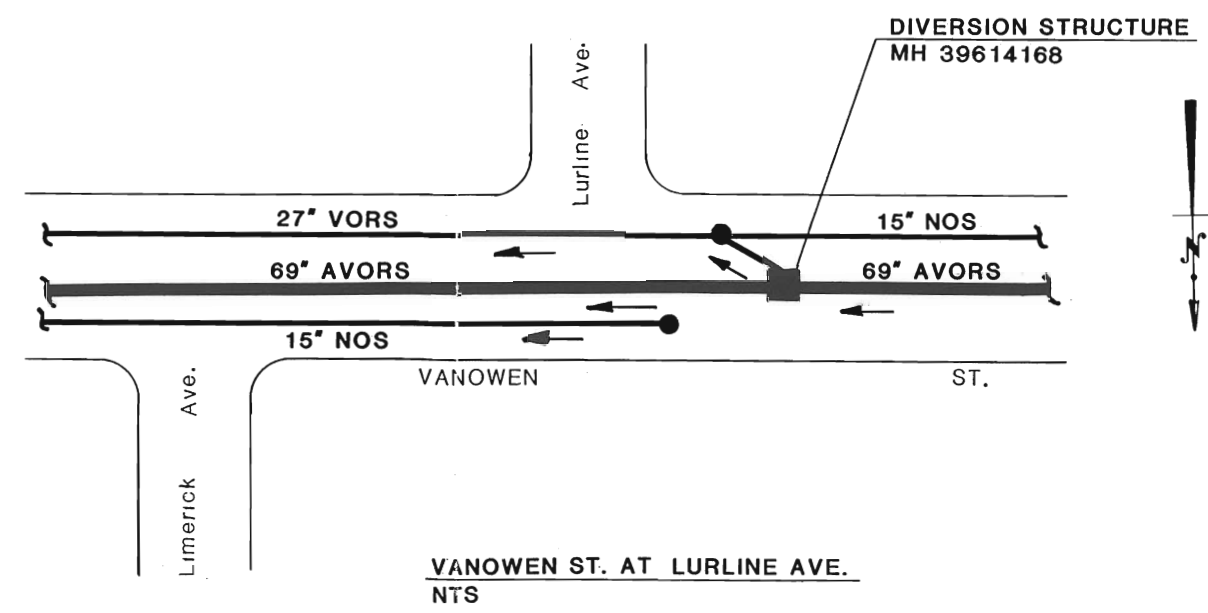 DIVERSION STRUCTURE
MH 39614168
Lurline Ave.
27" VORS
15" NOS
69" AVORS
69" AVORS
N
15" NOS
VANOWEN ST.
Limerick Ave.
VANOWEN ST. AT LURLINE AVE.
NTS